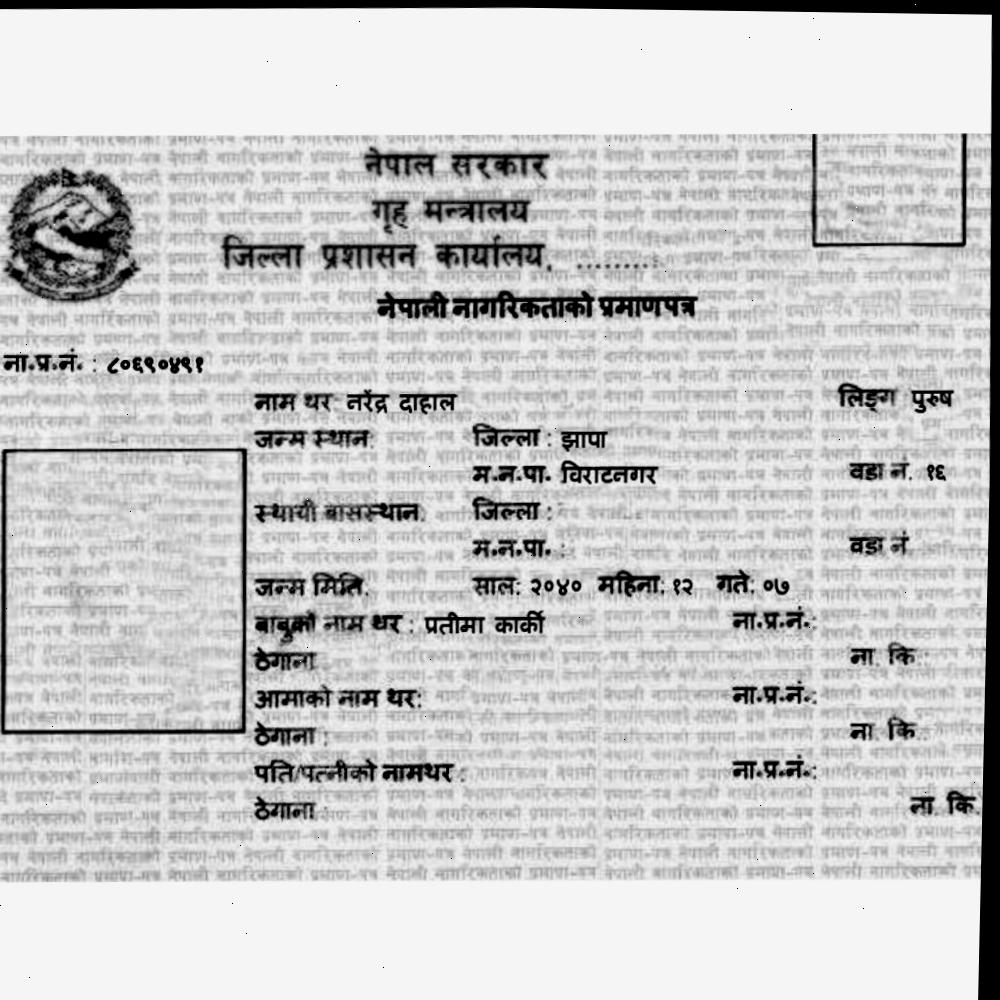 नेपाल सरकार
गृह मन्त्रालय
जिल्ला प्रशासन कार्यालय, .........
नेपाली नागरिकताको प्रमाणपत्र
ना.प्र.नं. : ८०६९०४९१
नाम थर: नरेंद्र दाहाल लिङ्ग पुरुष
जन्म स्थान: जिल्ला : झापा
म.न.पा. विराटनगर वडा नं. १६
स्थायी बासस्थान: जिल्ला :
म.न.पा. : वडा नं
जन्म मिति: साल: २०४० महिना: १२ गते: ०७
बाबुको नाम थर : प्रतीमा कार्की ना.प्र.नं.:
ठेगाना ना. कि :
आमाको नाम थर: ना.प्र.नं.:
ठेगाना : ना. कि :
पति/पत्नीको नामथर : ना.प्र.नं.:
ठेगाना : ना. कि: